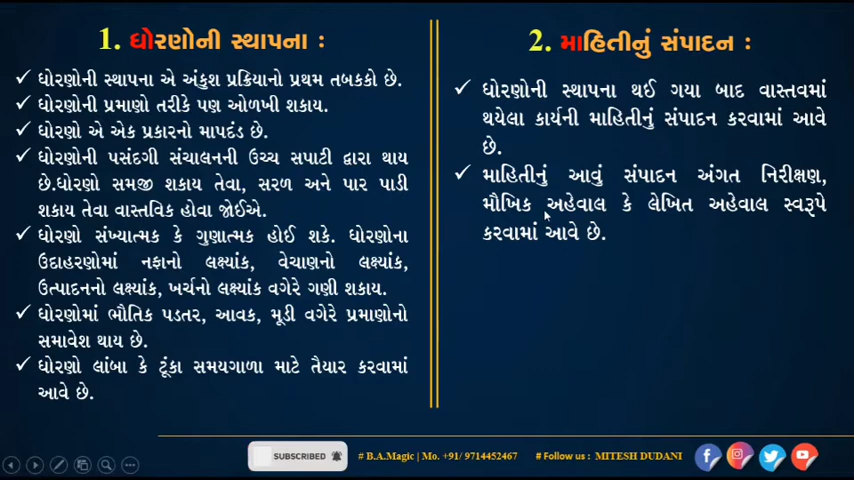 1. ધોરણોની સ્થાપના :
✓ ધોરણોની સ્થાપના એ અંકુશ પ્રક્રિયાનો પ્રથમ તબકકો છે.
✓ ધોરણોની પ્રમાણો તરીકે પણ ઓળખી શકાય.
✓ ધોરણો એ એક પ્રકારનો માપદંડ છે.
✓ ધોરણોની પસંદગી સંચાલનની ઉચ્ચ સપાટી દ્વારા થાય
છે.ધોરણો સમજી શકાય તેવા, સરળ અને પાર પાડી
શકાય તેવા વાસ્તવિક હોવા જોઈએ.
✓ ધોરણો સંખ્યાત્મક કે ગુણાત્મક હોઈ શકે. ધોરણોના
ઉદાહરણોમાં નફાનો લક્ષ્યાંક, વેચાણનો લક્ષ્યાંક,
ઉત્પાદનનો લક્ષ્યાંક, ખર્ચનો લક્ષ્યાંક વગેરે ગણી શકાય.
✓ ધોરણોમાં ભૌતિક પડતર, આવક, મૂડી વગેરે પ્રમાણોનો
સમાવેશ થાય છે.
✓ ધોરણો લાંબા કે ટૂંકા સમયગાળા માટે તૈયાર કરવામાં
આવે છે.
2. માહિતીનું સંપાદન :
✓ ધોરણોની સ્થાપના થઈ ગયા બાદ વાસ્તવમાં
થયેલા કાર્યની માહિતીનું સંપાદન કરવામાં આવે
છે.
✓ માહિતીનું આવું સંપાદન અંગત નિરીક્ષણ,
મૌખિક અહેવાલ કે લેખિત અહેવાલ સ્વરૂપે
કરવામાં આવે છે.
SUBSCRIBED # B.A.Magic | Mo. +91/ 9714452467 # Follow us : MITESH DUDANI